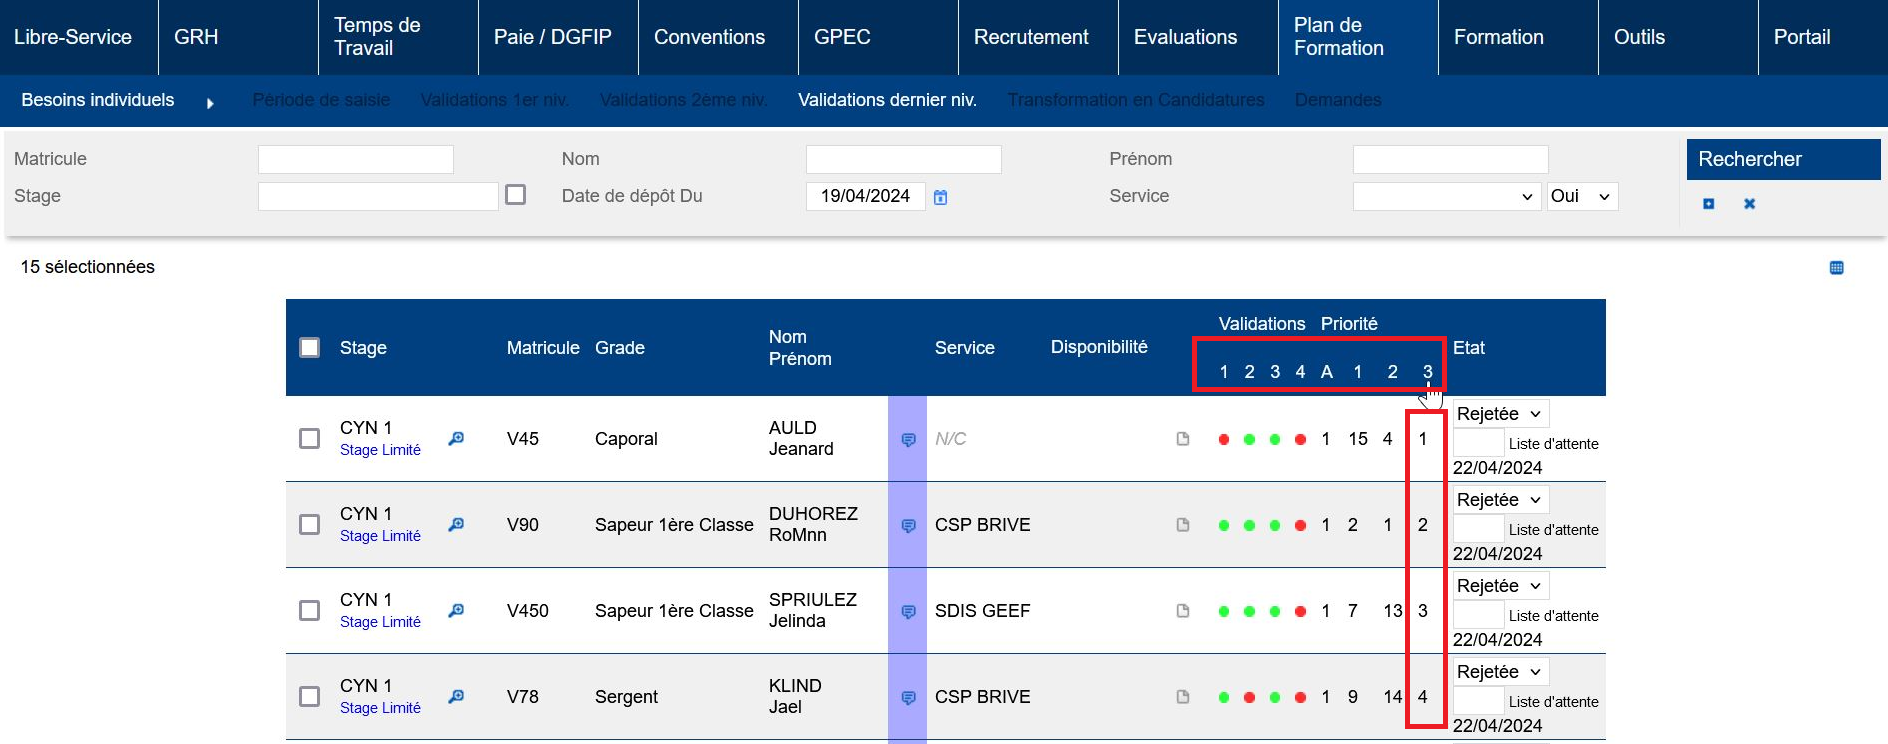 Libre-Service
GRH
Temps de
Travail
Paie / DGFIP
Conventions
GPEC
Recrutement
Evaluations
Plan de
Formation
Formation
Outils
Portail
Besoins individuels
Période de saisie
Validations 1er niv.
Validations 2ème niv.
Validations dernier niv.
Transformation en Candidatures
Demandes
Matricule
Nom
Prénom
Rechercher
Stage
Date de dépôt Du
19/04/2024
Service
Oui
15 sélectionnées
Stage
Matricule
Grade
Nom
Prénom
Service
Disponibilité
Validations
Priorité
1 2 3 4 A 1 2 3
Etat
CYN 1
Stage Limité
V45
Caporal
AULD
Jeanard
N/C
1 15 4 1
Rejetée
Liste d'attente
22/04/2024
CYN 1
Stage Limité
V90
Sapeur 1ère Classe
DUHOREZ
RoMnn
CSP BRIVE
1 2 1 2
Rejetée
Liste d'attente
22/04/2024
CYN 1
Stage Limité
V450
Sapeur 1ère Classe
SPRIULEZ
Jelinda
SDIS GEEF
1 7 13 3
Rejetée
Liste d'attente
22/04/2024
CYN 1
Stage Limité
V78
Sergent
KLIND
Jael
CSP BRIVE
1 9 14 4
Rejetée
Liste d'attente
22/04/2024